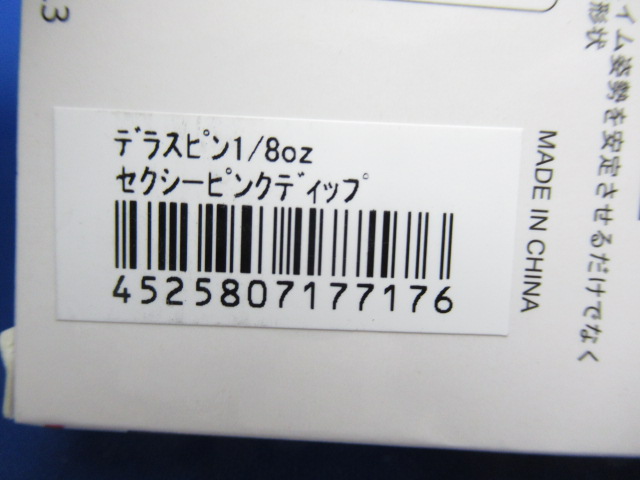 デラスピン1/8oz
セクシーピンクディップ
4525807177176
MADE IN CHINA
イム姿勢を安定させるだけでなく
形状
.3